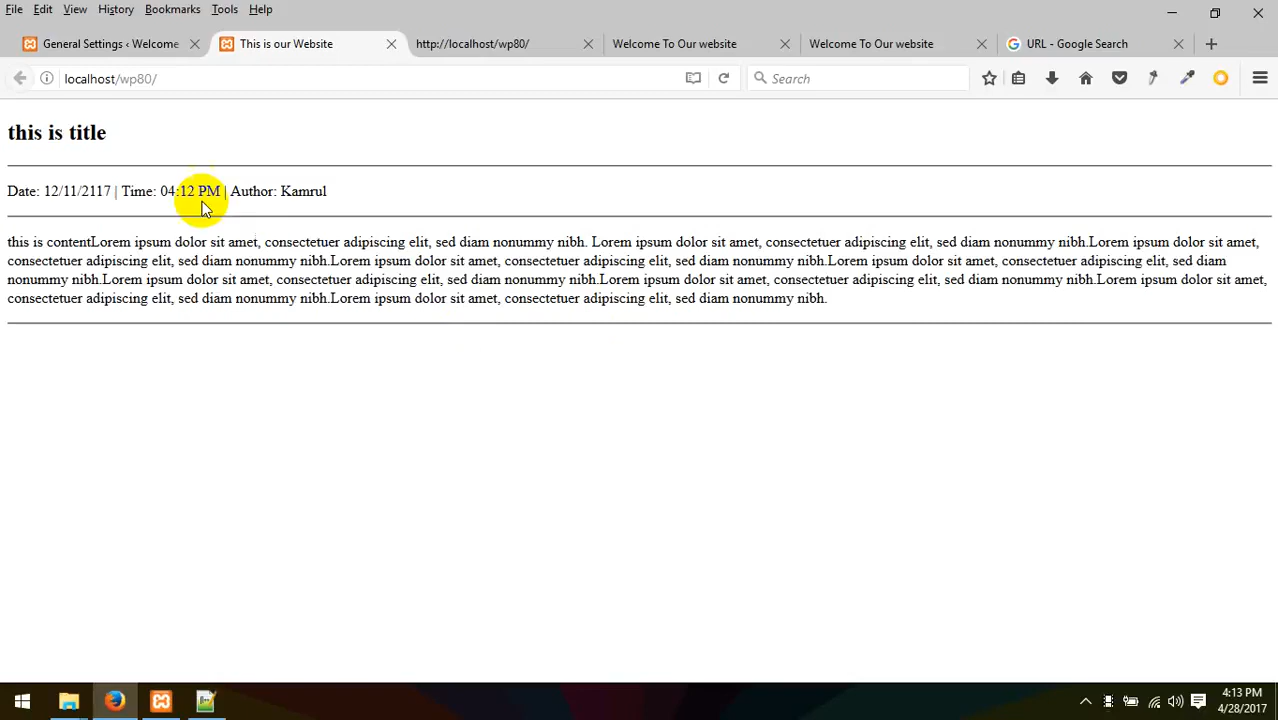 File Edit View History Bookmarks Tools Help
General Settings ‹ Welcome
This is our Website
http://localhost/wp80/
Welcome To Our website
Welcome To Our website
URL - Google Search
localhost/wp80/
Search
this is title
Date: 12/11/2117 | Time: 04:12 PM | Author: Kamrul
this is contentLorem ipsum dolor sit amet, consectetuer adipiscing elit, sed diam nonummy nibh. Lorem ipsum dolor sit amet, consectetuer adipiscing elit, sed diam nonummy nibh.Lorem ipsum dolor sit amet,
consectetuer adipiscing elit, sed diam nonummy nibh.Lorem ipsum dolor sit amet, consectetuer adipiscing elit, sed diam nonummy nibh.Lorem ipsum dolor sit amet, consectetuer adipiscing elit, sed diam
nonummy nibh.Lorem ipsum dolor sit amet, consectetuer adipiscing elit, sed diam nonummy nibh.Lorem ipsum dolor sit amet, consectetuer adipiscing elit, sed diam nonummy nibh.Lorem ipsum dolor sit amet,
consectetuer adipiscing elit, sed diam nonummy nibh.Lorem ipsum dolor sit amet, consectetuer adipiscing elit, sed diam nonummy nibh.
4:13 PM
4/28/2017